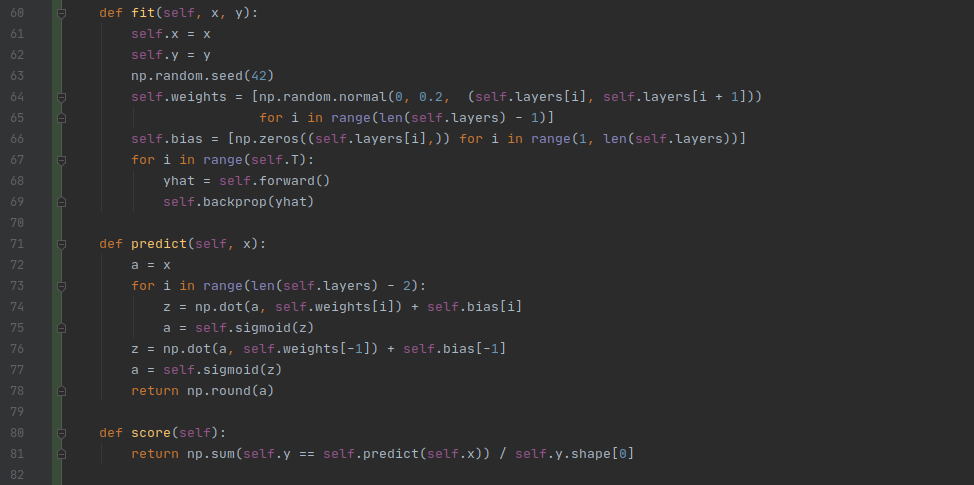 60 def fit(self, x, y):
61 self.x = x
62 self.y = y
63 np.random.seed(42)
64 self.weights = [np.random.normal(0, 0.2,  (self.layers[i], self.layers[i + 1]))
65 for i in range(len(self.layers) - 1)]
66 self.bias = [np.zeros((self.layers[i],)) for i in range(1, len(self.layers))]
67 for i in range(self.T):
68 yhat = self.forward()
69 self.backprop(yhat)
70
71 def predict(self, x):
72 a = x
73 for i in range(len(self.layers) - 2):
74 z = np.dot(a, self.weights[i]) + self.bias[i]
75 a = self.sigmoid(z)
76 z = np.dot(a, self.weights[-1]) + self.bias[-1]
77 a = self.sigmoid(z)
78 return np.round(a)
79
80 def score(self):
81 return np.sum(self.y == self.predict(self.x)) / self.y.shape[0]
82